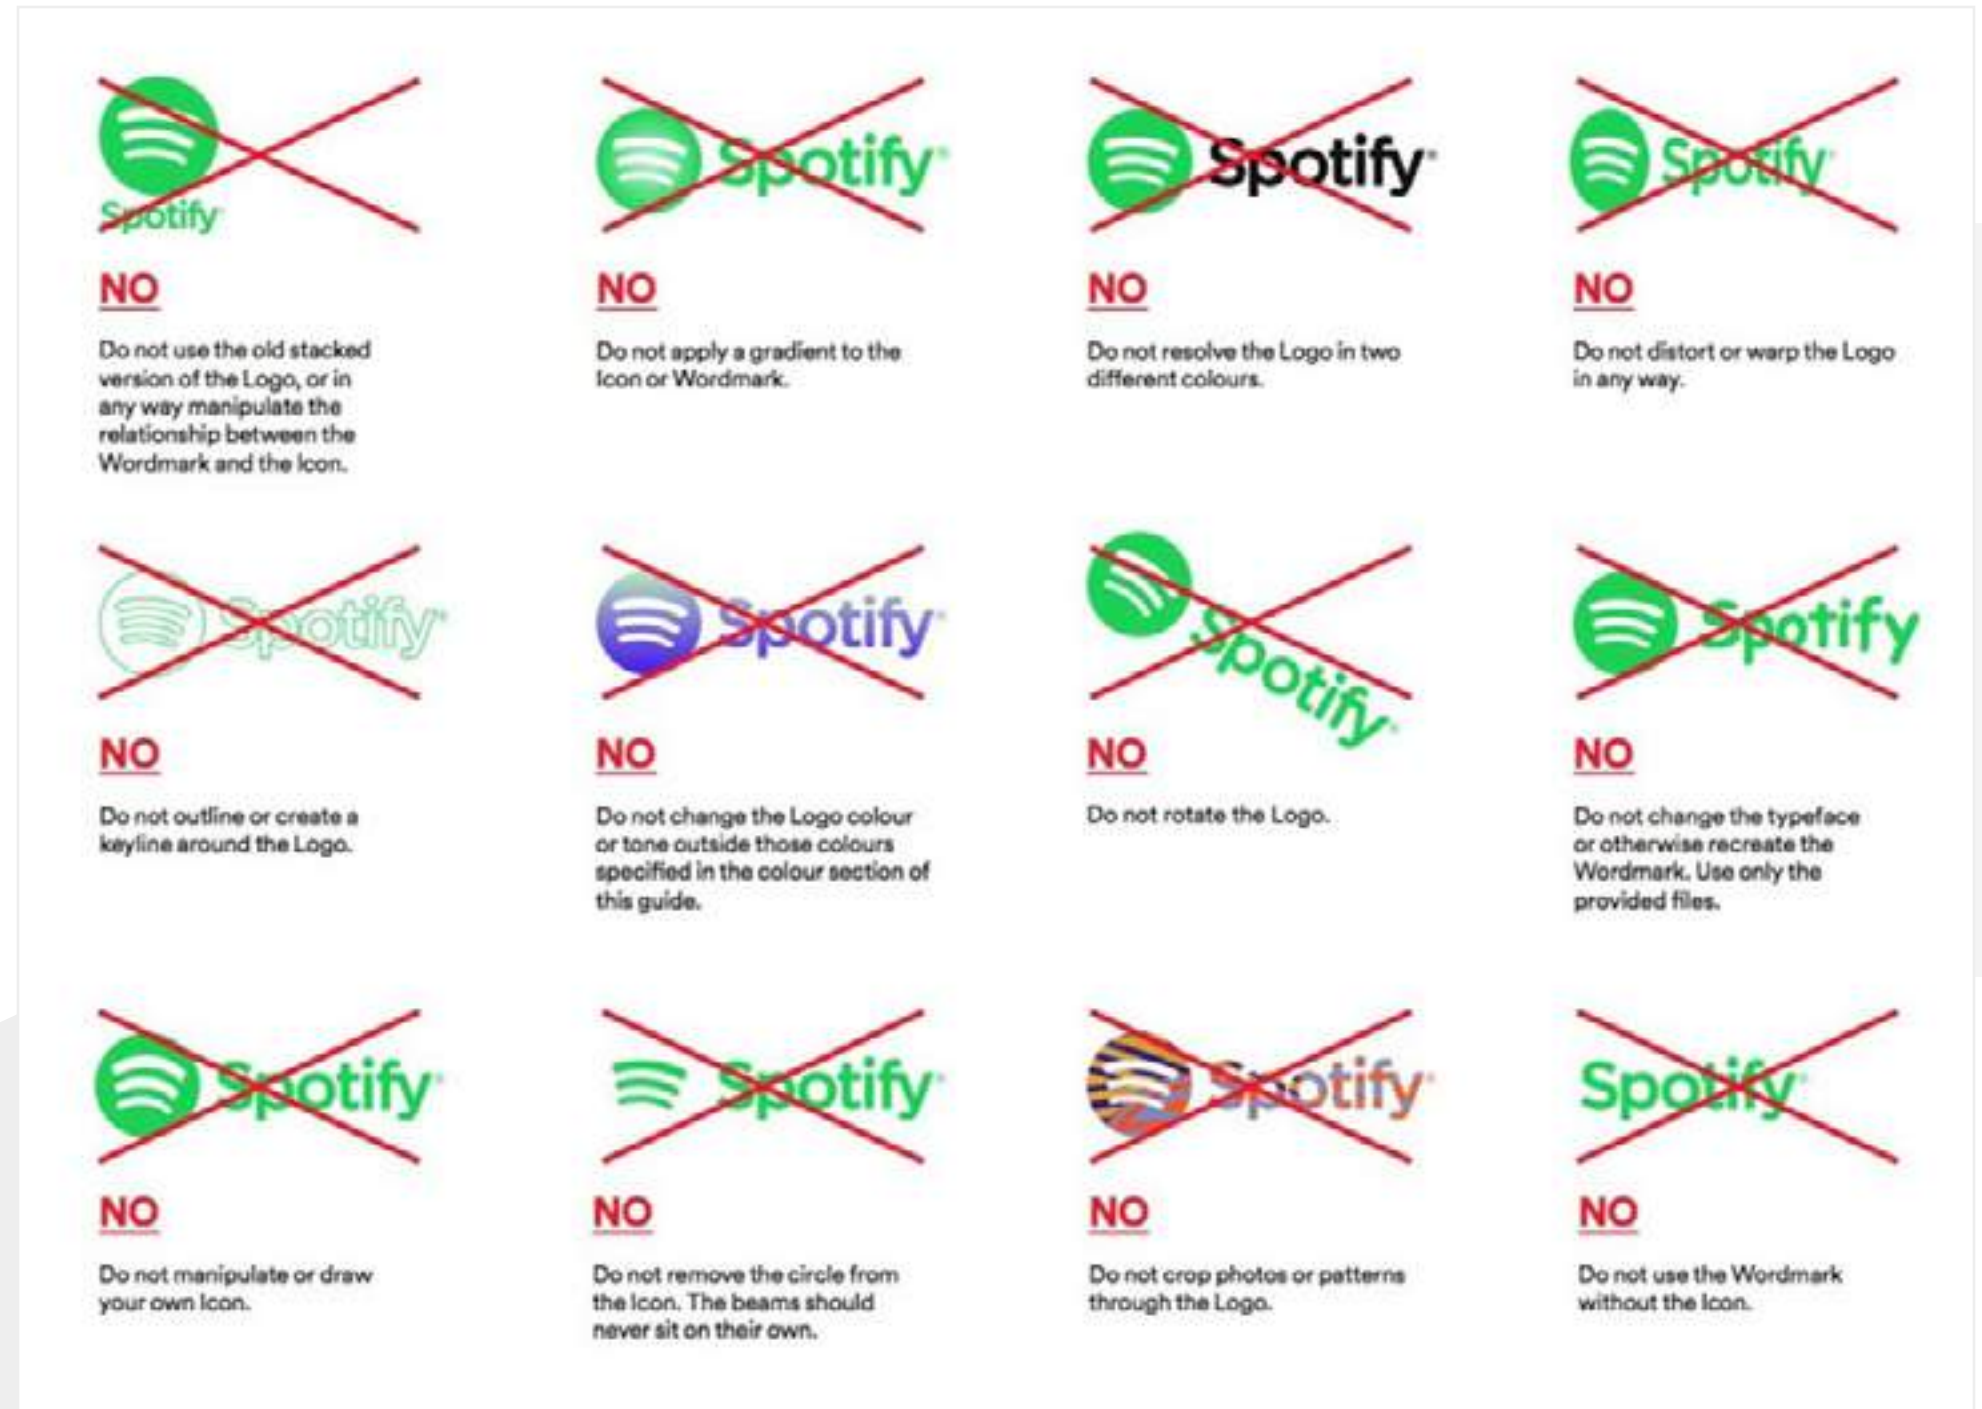 Spotify
NO
Do not use the old stacked
version of the Logo, or in
any way manipulate the
relationship between the
Wordmark and the Icon.
Spotify
NO
Do not apply a gradient to the
Icon or Wordmark.
Spotify
NO
Do not resolve the Logo in two
different colours.
Spotify
NO
Do not distort or warp the Logo
in any way.
Spotify
NO
Do not outline or create a
keyline around the Logo.
Spotify
NO
Do not change the Logo colour
or tone outside those colours
specified in the colour section of
this guide.
Spotify
NO
Do not rotate the Logo.
Spotify
NO
Do not change the typeface
or otherwise recreate the
Wordmark. Use only the
provided files.
Spotify
NO
Do not manipulate or draw
your own Icon.
Spotify
NO
Do not remove the circle from
the Icon. The beams should
never sit on their own.
Spotify
NO
Do not crop photos or patterns
through the Logo.
Spotify
NO
Do not use the Wordmark
without the Icon.